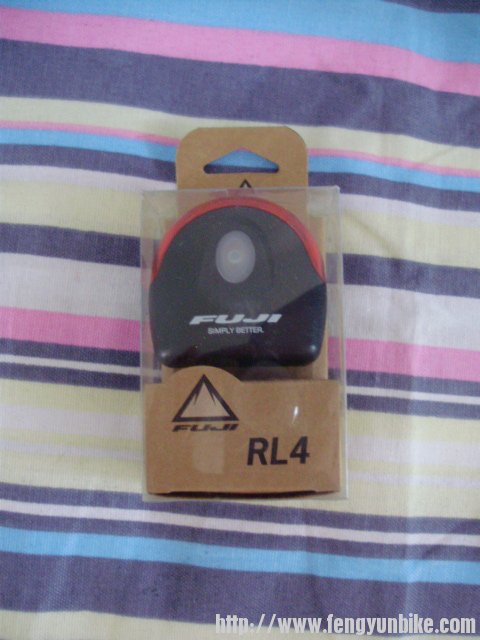 FUJI
SIMPLY BETTER.
FUJI
RL4
http://www.fengyunbike.com